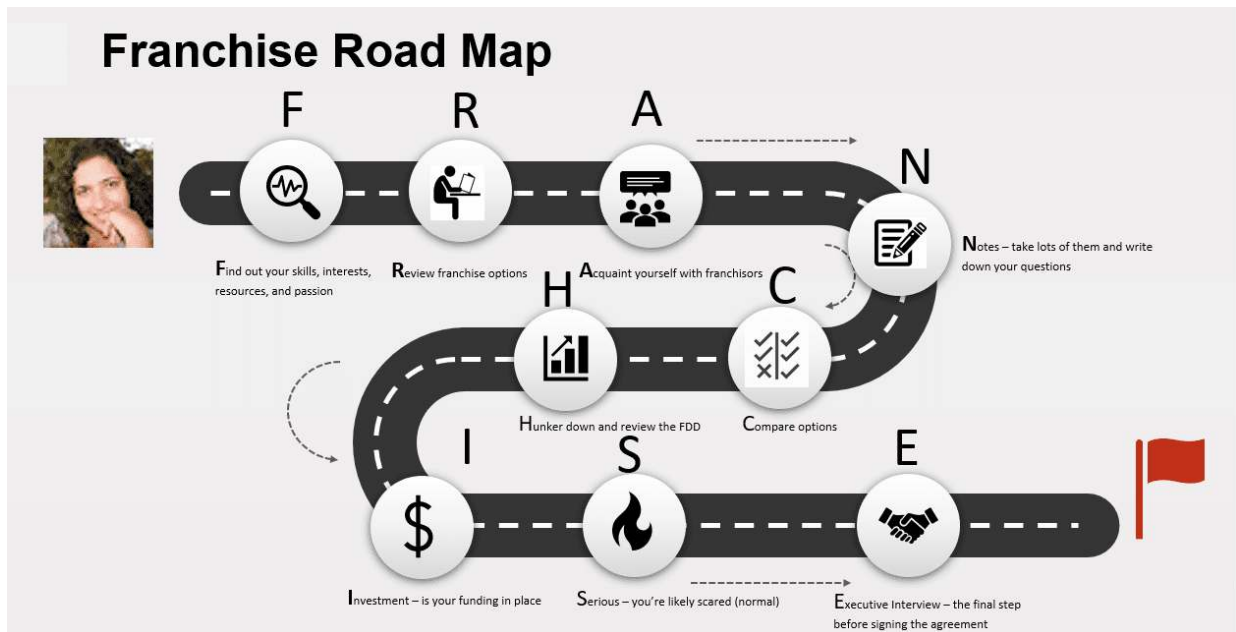 Franchise Road Map
F
R
A
N
Find out your skills, interests,
resources, and passion
Review franchise options
Acquaint yourself with franchisors
Notes – take lots of them and write
down your questions
H
C
Hunker down and review the FDD
Compare options
I
S
E
$
Investment – is your funding in place
Serious – you're likely scared (normal)
Executive Interview – the final step
before signing the agreement